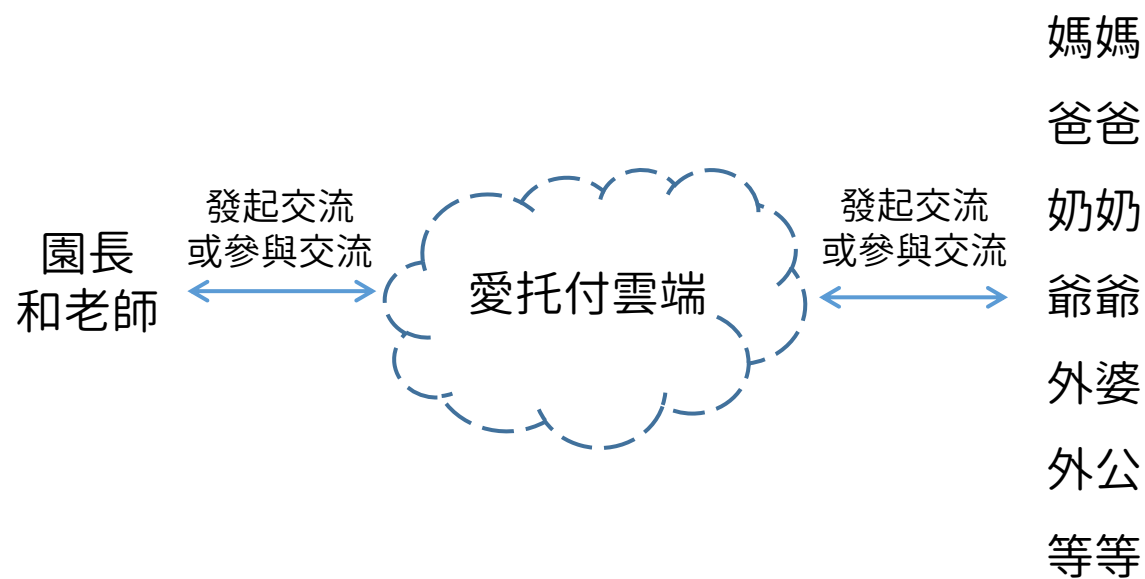 園長
和老師
發起交流
或參與交流
愛托付雲端
發起交流
或參與交流
媽媽
爸爸
奶奶
爺爺
外婆
外公
等等